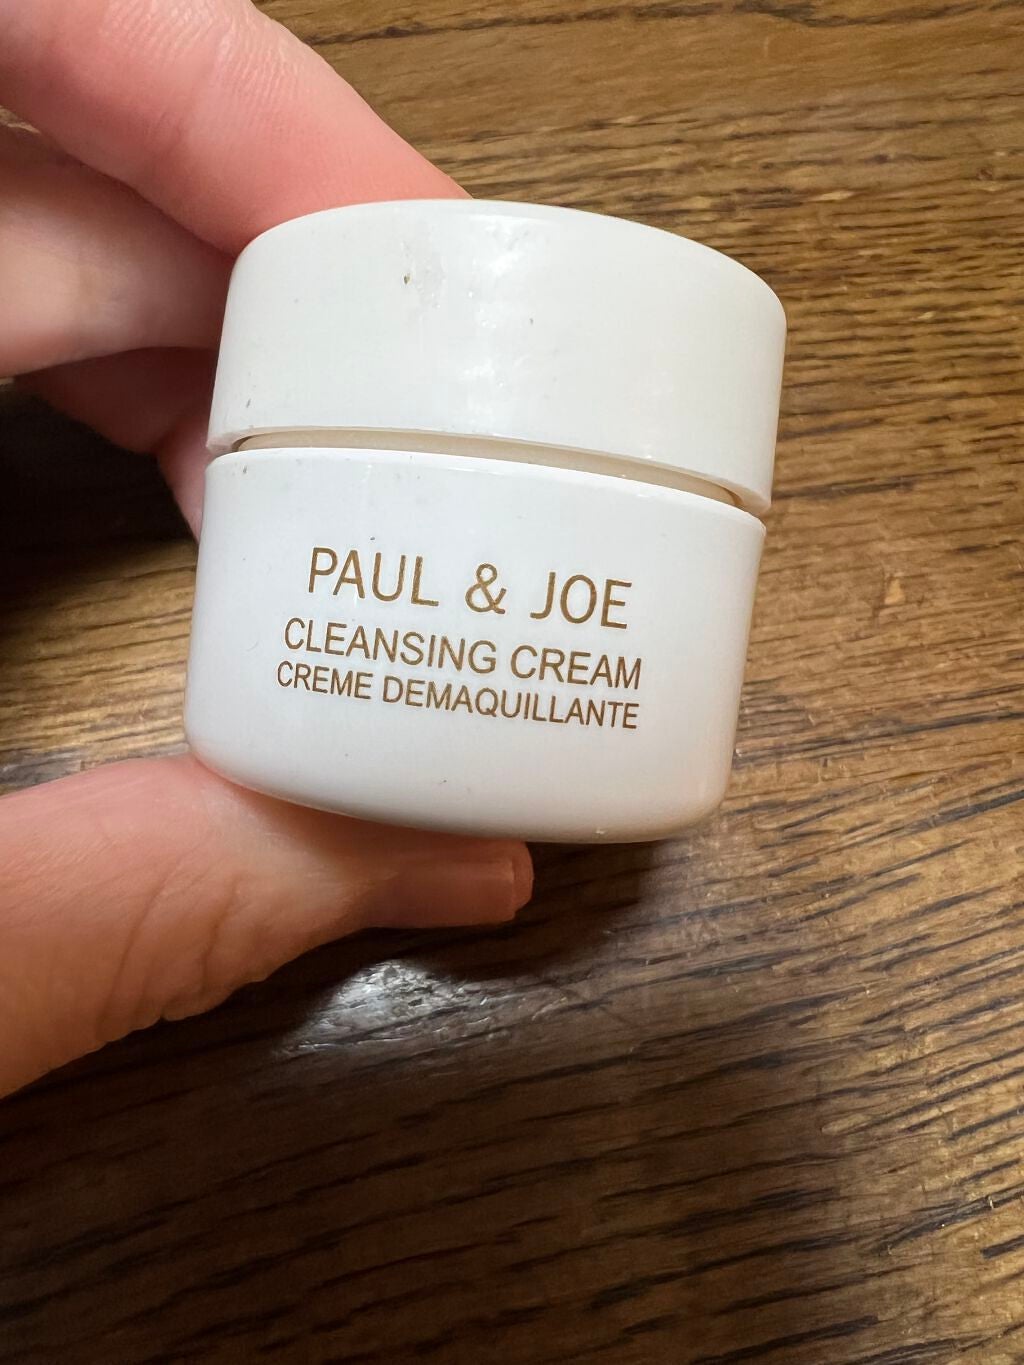 PAUL & JOE
CLEANSING CREAM
CREME DEMAQUILLANTE